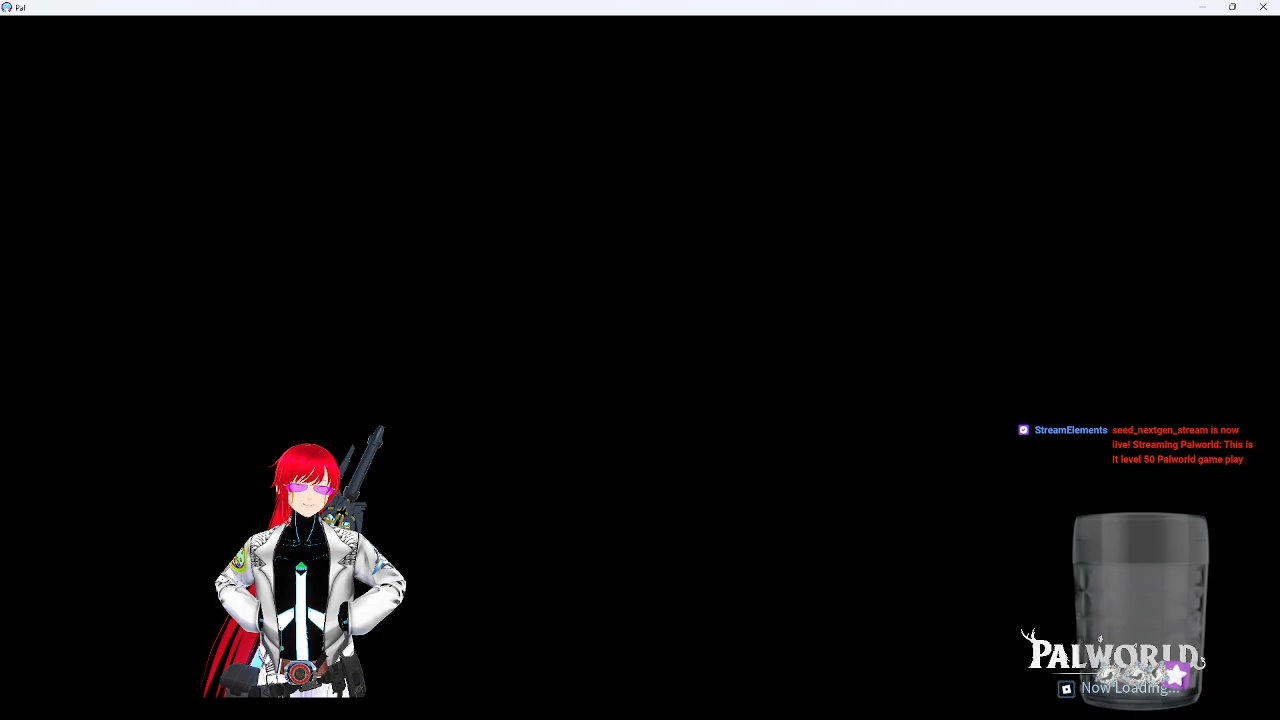 Pal
StreamElements seed_nextgen_stream is now
live! Streaming Palworld: This is
It level 50 Palworld game play
PALWORLD
Now Loading...